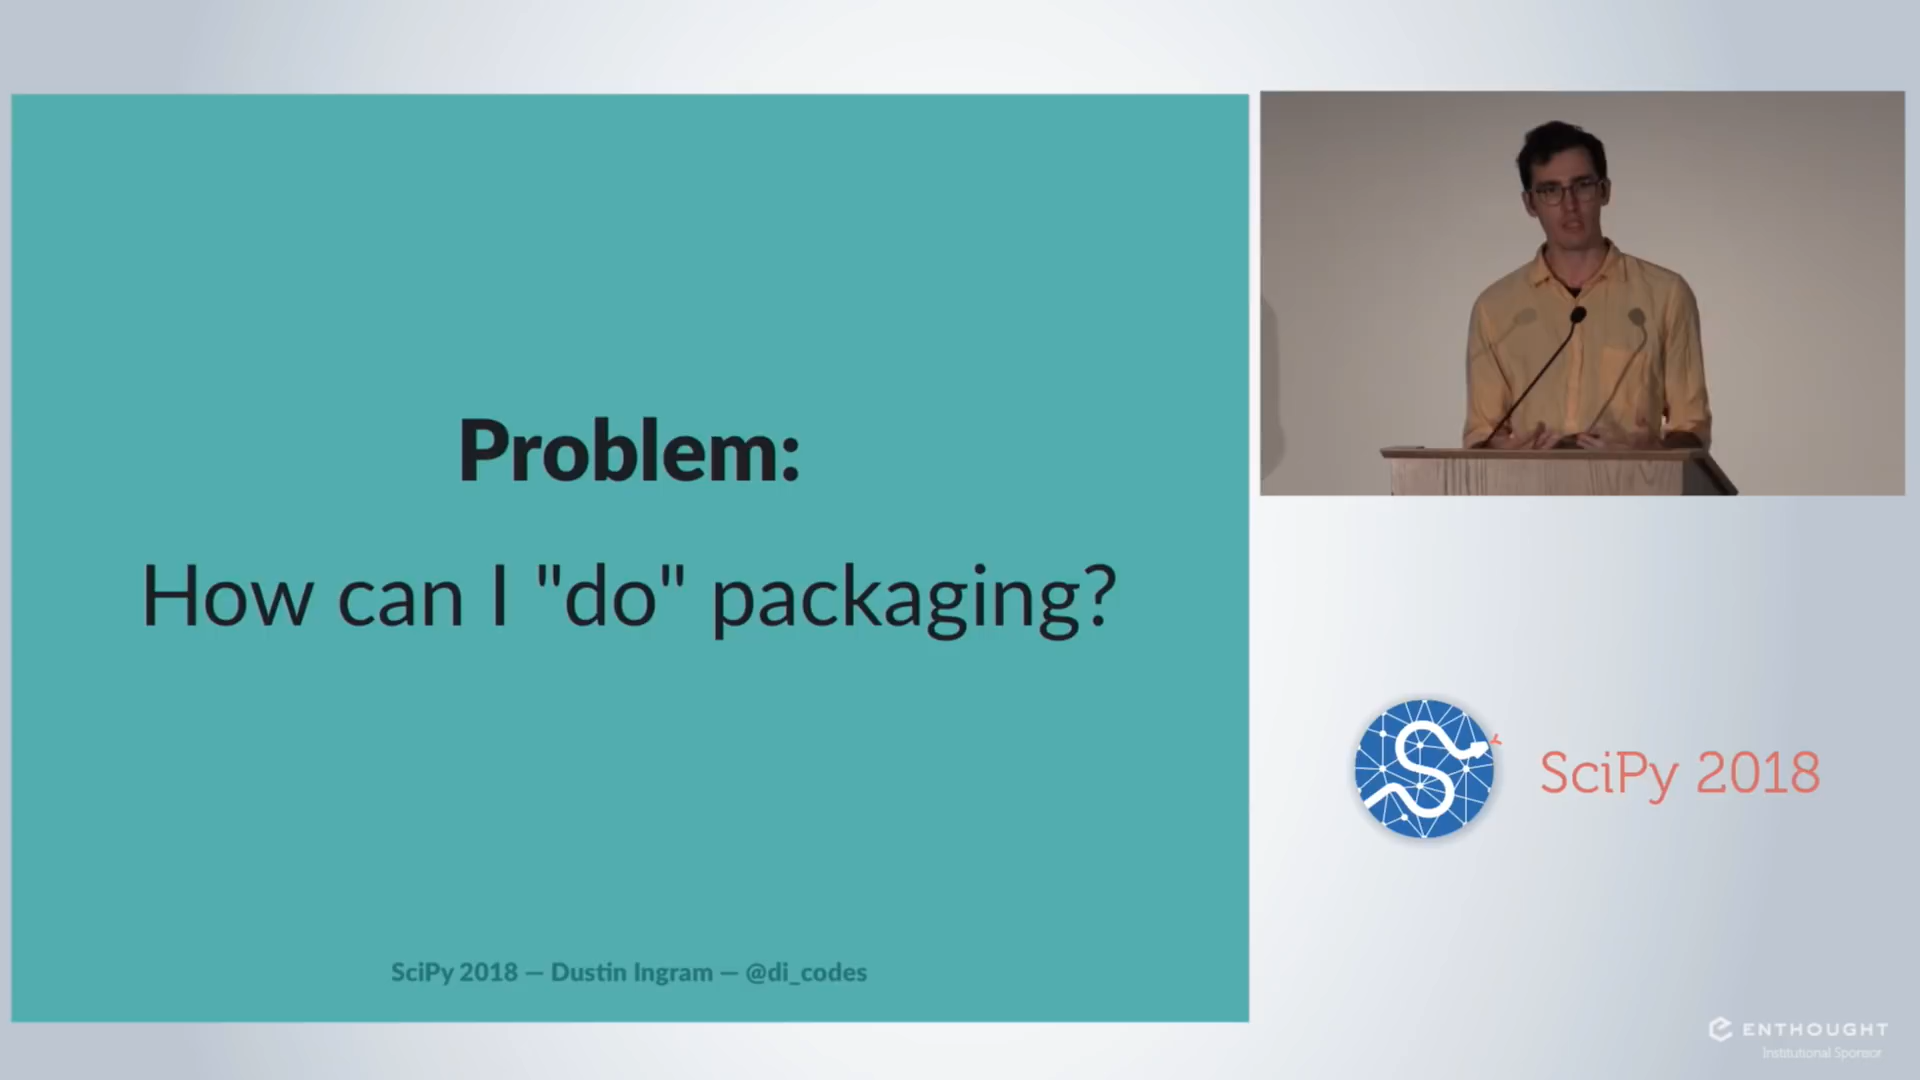 Problem:
How can I "do" packaging?
SciPy 2018 — Dustin Ingram — @di_codes
SciPy 2018
ENTHOUGHT
Institutional Sponsor